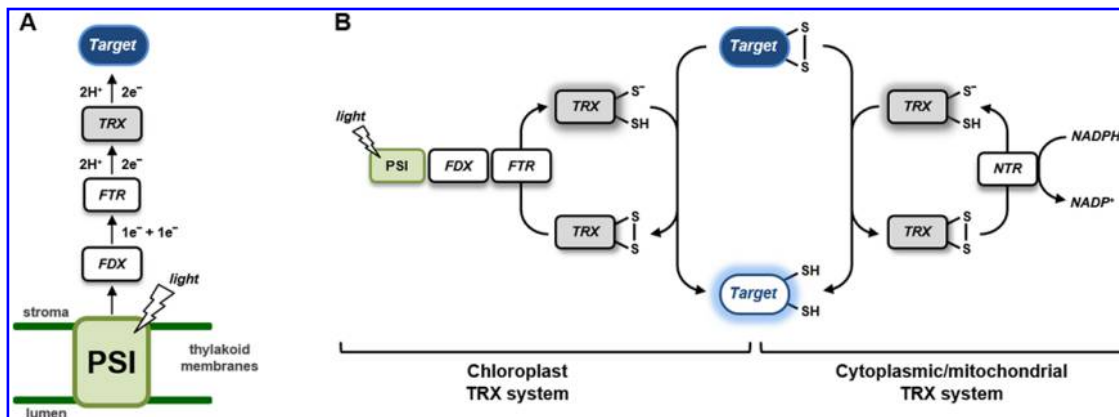 A
Target
2H⁺ 2e⁻
TRX
2H⁺ 2e⁻
FTR
1e⁻ + 1e⁻
FDX
light
stroma
PSI
thylakoid
membranes
lumen
B
Target
S
S
TRX
S⁻
SH
light
PSI
FDX
FTR
TRX
S
S
TRX
S⁻
SH
NADPH
NTR
NADP⁺
TRX
S
S
Target
SH
SH
Chloroplast
TRX system
Cytoplasmic/mitochondrial
TRX system